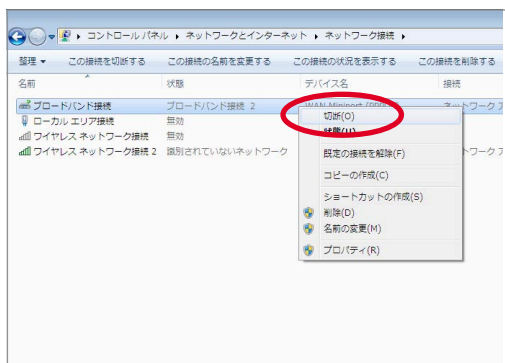 コントロール パネル ▸ ネットワークとインターネット ▸ ネットワーク接続 ▸
整理 ▾ この接続を切断する この接続の名前を変更する この接続の状況を表示する この接続を削除する
名前 状態 デバイス名 接続
ブロードバンド接続 ブロードバンド接続 2 WAN Miniport
ローカル エリア接続 無効
ワイヤレス ネットワーク接続 無効
ワイヤレス ネットワーク接続 2 識別されていないネットワーク
切断(O)
状態(U)
既定の接続を解除(F)
コピーの作成(C)
ショートカットの作成(S)
削除(D)
名前の変更(M)
プロパティ(R)